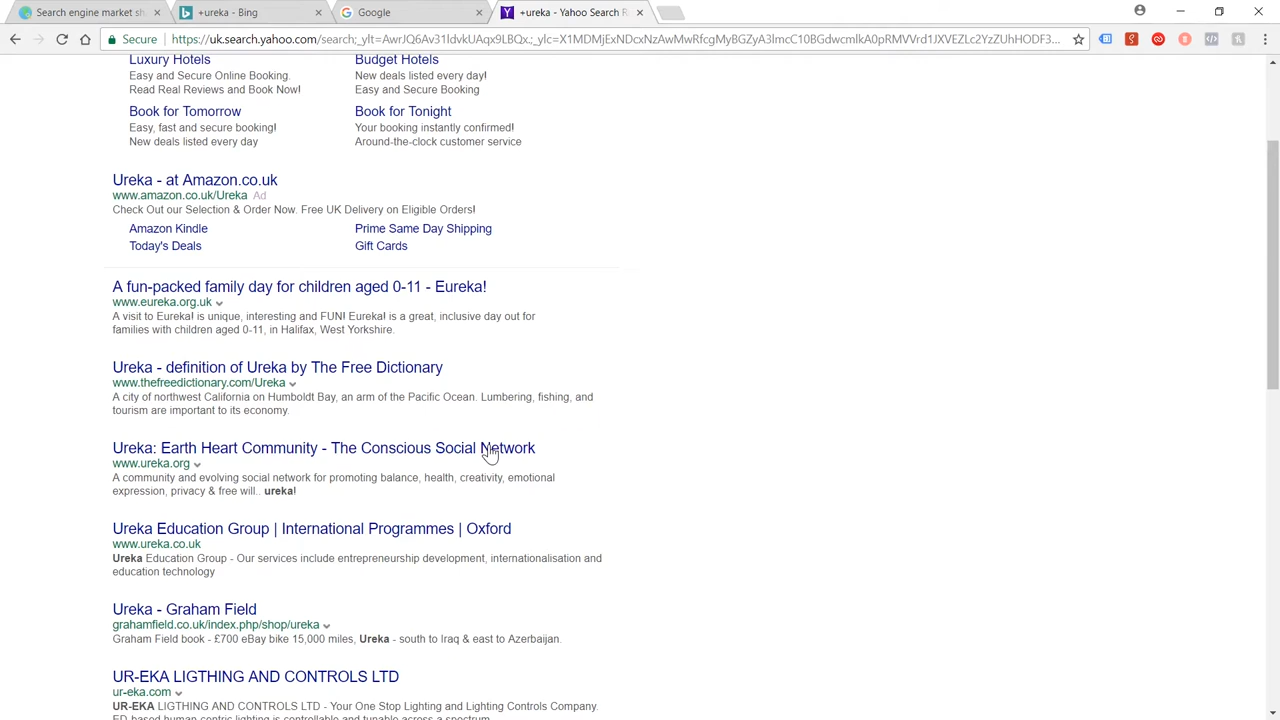 Search engine market sh
+ureka - Bing
Google
+ureka - Yahoo Search R
Secure
https://uk.search.yahoo.com/search;_ylt=
Luxury Hotels
Easy and Secure Online Booking.
Read Real Reviews and Book Now!
Budget Hotels
New deals listed every day!
Easy and Secure Booking
Book for Tomorrow
Easy, fast and secure booking!
New deals listed every day
Book for Tonight
Your booking instantly confirmed!
Around-the-clock customer service
Ureka - at Amazon.co.uk
www.amazon.co.uk/Ureka Ad
Check Out our Selection & Order Now. Free UK Delivery on Eligible Orders!
Amazon Kindle
Prime Same Day Shipping
Today's Deals
Gift Cards
A fun-packed family day for children aged 0-11 - Eureka!
www.eureka.org.uk
A visit to Eureka! is unique, interesting and FUN! Eureka! is a great, inclusive day out for
families with children aged 0-11, in Halifax, West Yorkshire.
Ureka - definition of Ureka by The Free Dictionary
www.thefreedictionary.com/Ureka
A city of northwest California on Humboldt Bay, an arm of the Pacific Ocean. Lumbering, fishing, and
tourism are important to its economy.
Ureka: Earth Heart Community - The Conscious Social Network
www.ureka.org
A community and evolving social network for promoting balance, health, creativity, emotional
expression, privacy & free will.. ureka!
Ureka Education Group | International Programmes | Oxford
www.ureka.co.uk
Ureka Education Group - Our services include entrepreneurship development, internationalisation and
education technology
Ureka - Graham Field
grahamfield.co.uk/index.php/shop/ureka
Graham Field book - £700 eBay bike 15,000 miles, Ureka - south to Iraq & east to Azerbaijan.
UR-EKA LIGTHING AND CONTROLS LTD
ur-eka.com
UR-EKA LIGTHING AND CONTROLS LTD - Your One Stop Lighting and Lighting Controls Company.
ED-based human-centric lighting is controllable and tunable across a spectrum